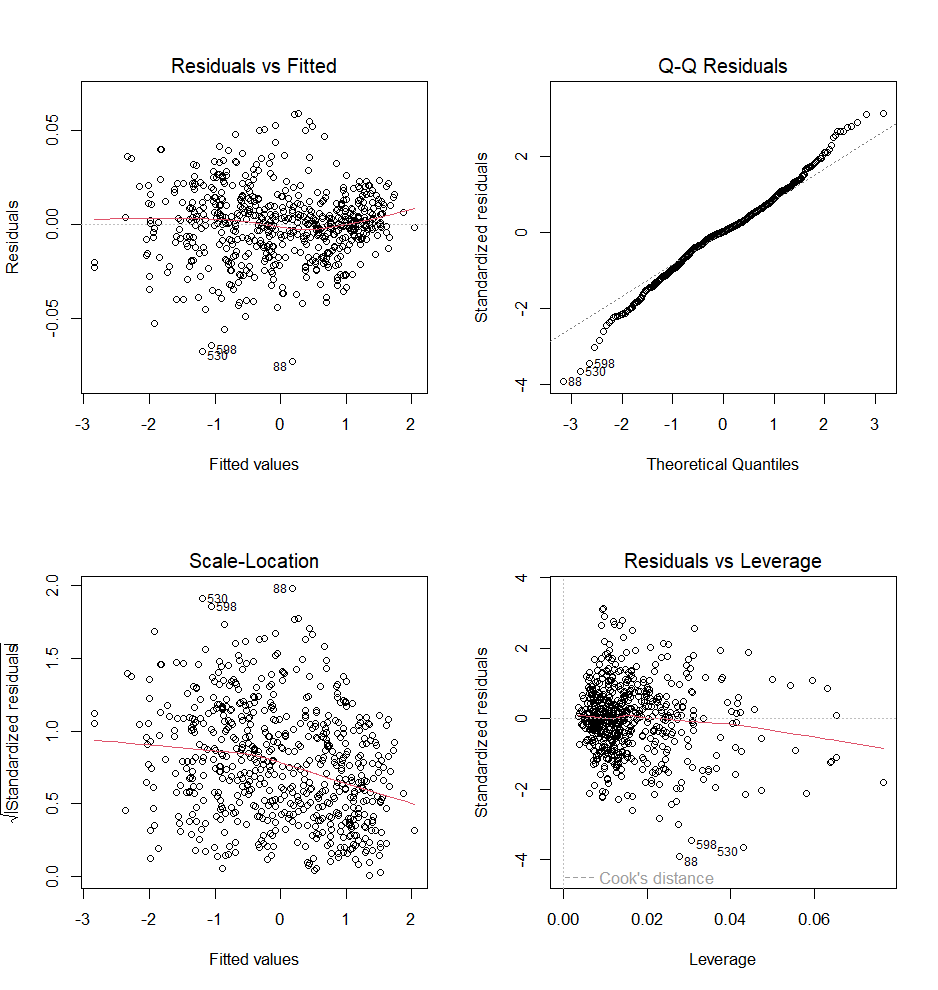 Residuals vs Fitted
Residuals
0.05
0.00
-0.05
530
598
88
-3 -2 -1 0 1 2
Fitted values
Q-Q Residuals
Standardized residuals
2
0
-2
-4
88
530
598
-3 -2 -1 0 1 2 3
Theoretical Quantiles
Scale-Location
√|Standardized residuals|
2.0
1.5
1.0
0.5
0.0
530
598
88
-3 -2 -1 0 1 2
Fitted values
Residuals vs Leverage
Standardized residuals
4
2
0
-2
-4
598
530
88
Cook's distance
0.00 0.02 0.04 0.06
Leverage